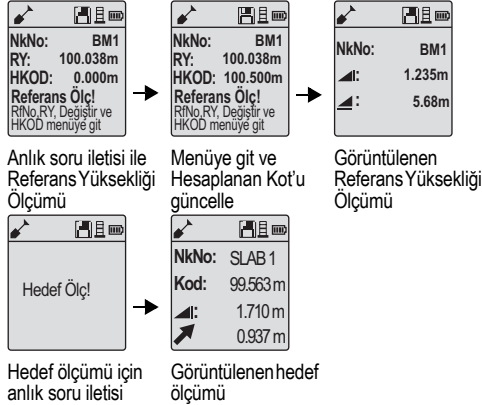 NkNo: BM1
RY: 100.038m
HKOD: 0.000m
Referans Ölç!
RfNo,RY, Değiştir ve
HKOD menüye git
Anlık soru iletisi ile
Referans Yüksekliği
Ölçümü
NkNo: BM1
RY: 100.038m
HKOD: 100.500m
Referans Ölç!
RfNo,RY, Değiştir ve
HKOD menüye git
Menüye git ve
Hesaplanan Kot'u
güncelle
NkNo: BM1
: 1.235m
: 5.68m
Görüntülenen
Referans Yüksekliği
Ölçümü
Hedef Ölç!
Hedef ölçümü için
anlık soru iletisi
NkNo: SLAB 1
Kod: 99.563 m
: 1.710 m
0.937 m
Görüntülenen hedef
ölçümü